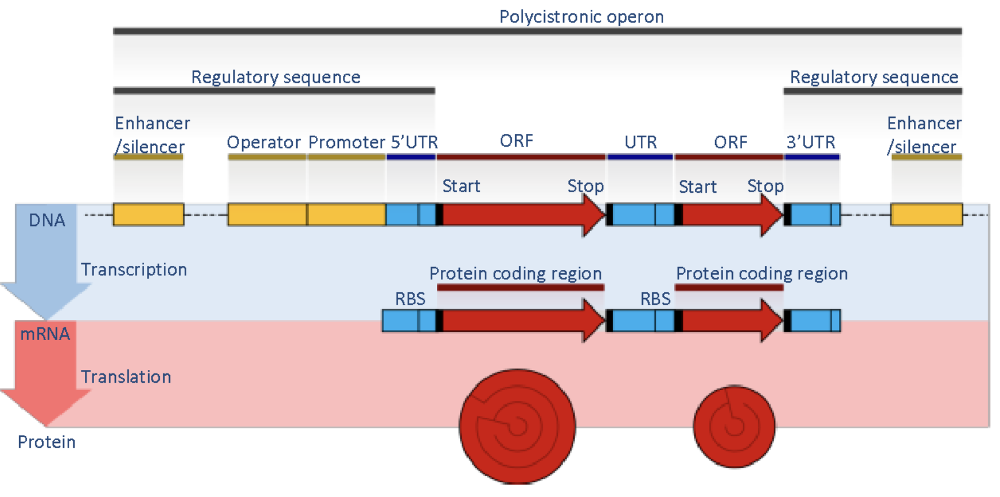 Polycistronic operon
Regulatory sequence
Regulatory sequence
Enhancer
/silencer
Operator
Promoter
5’UTR
ORF
UTR
ORF
3’UTR
Enhancer
/silencer
Start
Stop
Start
Stop
DNA
Transcription
Protein coding region
Protein coding region
RBS
RBS
mRNA
Translation
Protein